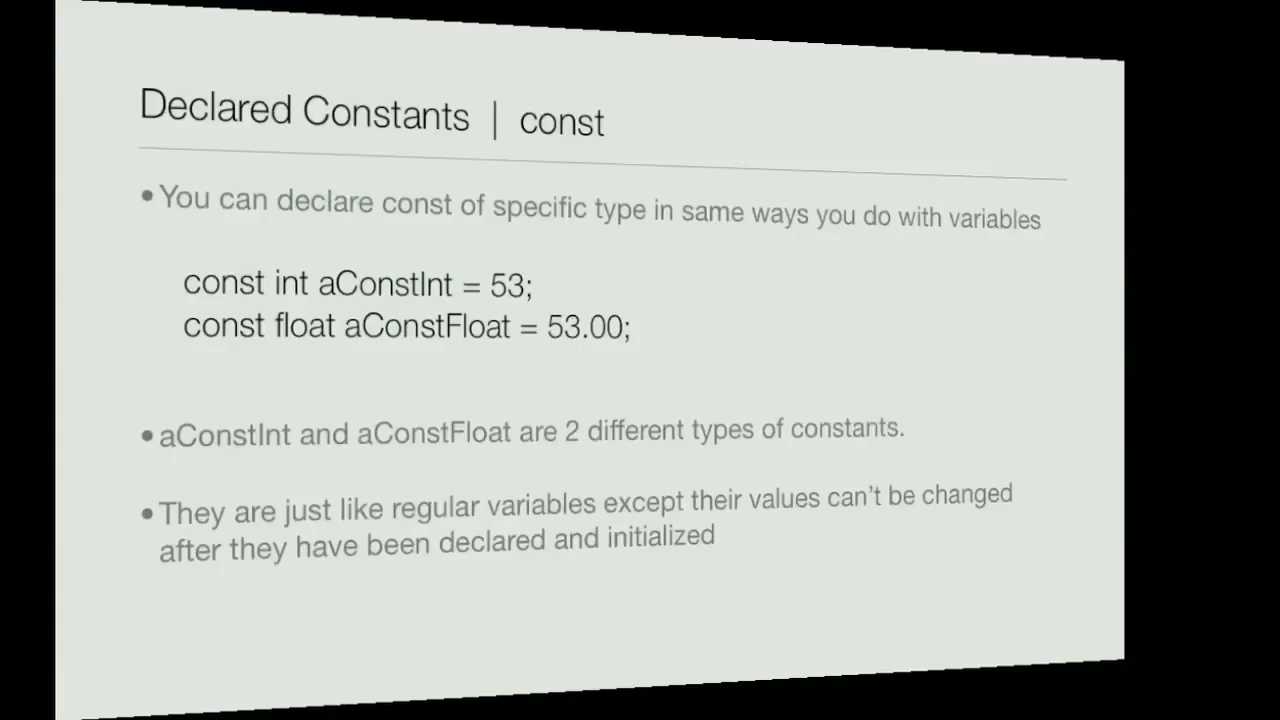 Declared Constants | const
• You can declare const of specific type in same ways you do with variables
const int aConstInt = 53;
const float aConstFloat = 53.00;
• aConstInt and aConstFloat are 2 different types of constants.
• They are just like regular variables except their values can't be changed
after they have been declared and initialized